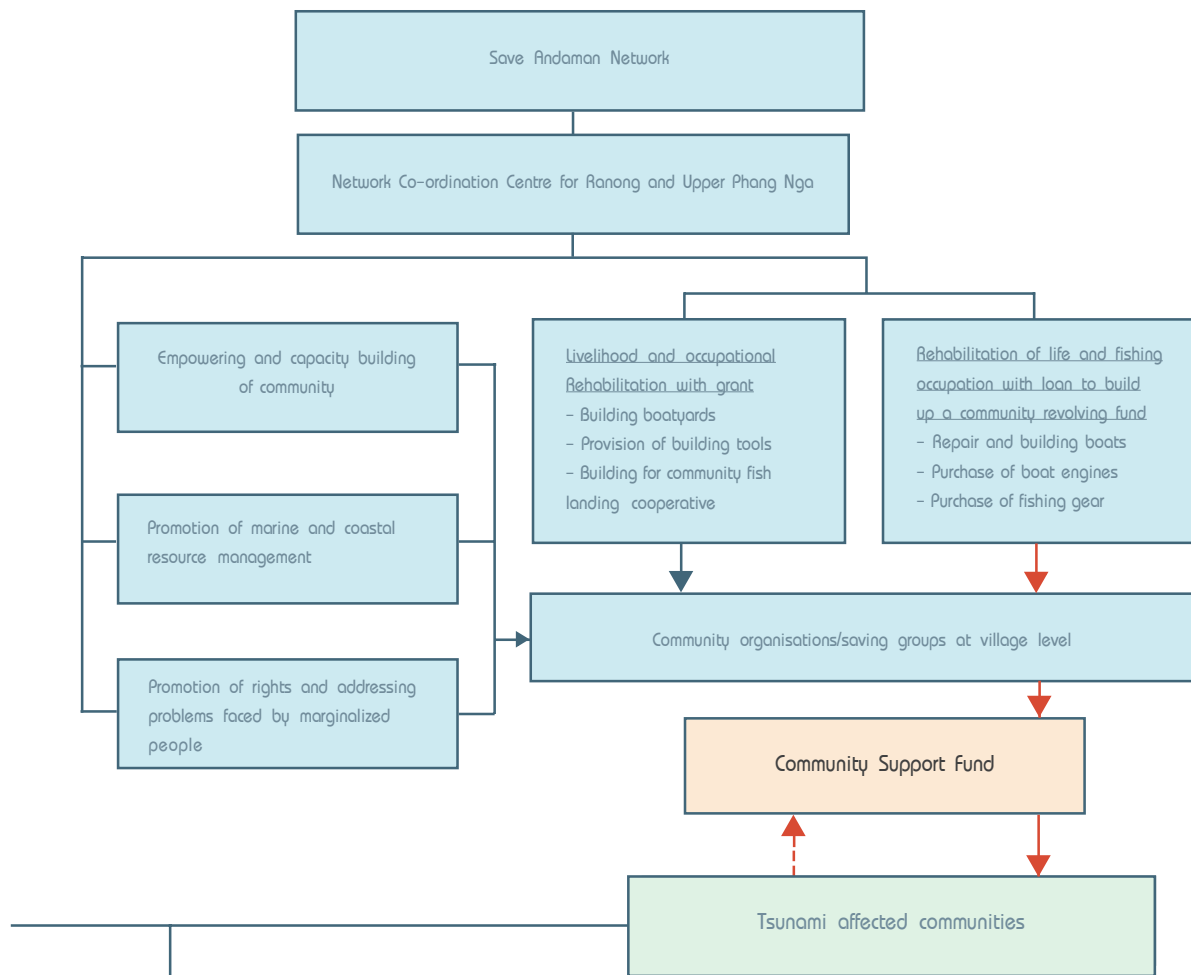 Save Andaman Network
Network Co-ordination Centre for Ranong and Upper Phang Nga
Empowering and capacity building
of community
Promotion of marine and coastal
resource management
Promotion of rights and addressing
problems faced by marginalized
people
Livelihood and occupational
Rehabilitation with grant
- Building boatyards
- Provision of building tools
- Building for community fish
landing cooperative
Rehabilitation of life and fishing
occupation with loan to build
up a community revolving fund
- Repair and building boats
- Purchase of boat engines
- Purchase of fishing gear
Community organisations/saving groups at village level
Community Support Fund
Tsunami affected communities